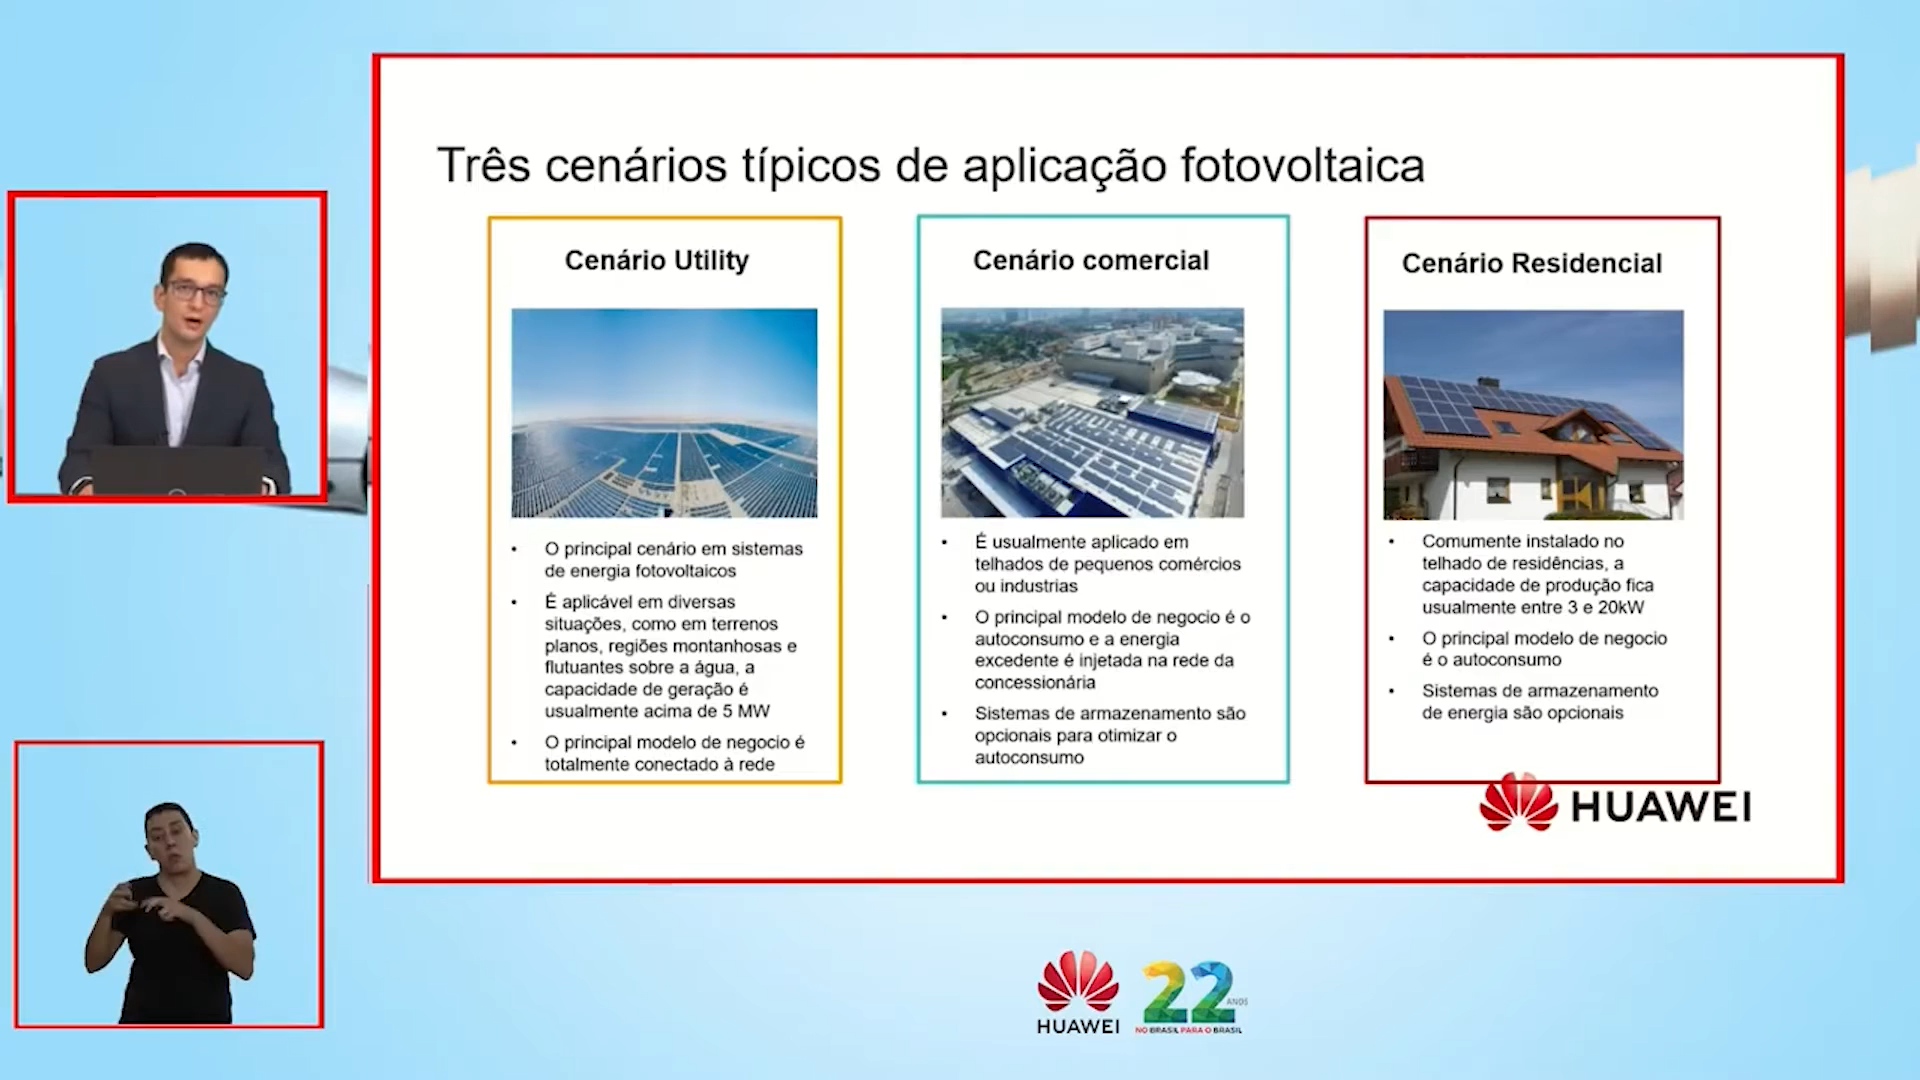 Três cenários típicos de aplicação fotovoltaica
Cenário Utility
• O principal cenário em sistemas
de energia fotovoltaicos
• É aplicável em diversas
situações, como em terrenos
planos, regiões montanhosas e
flutuantes sobre a água, a
capacidade de geração é
usualmente acima de 5 MW
• O principal modelo de negocio é
totalmente conectado à rede
Cenário comercial
• É usualmente aplicado em
telhados de pequenos comércios
ou industrias
• O principal modelo de negocio é o
autoconsumo e a energia
excedente é injetada na rede da
concessionária
• Sistemas de armazenamento são
opcionais para otimizar o
autoconsumo
Cenário Residencial
• Comumente instalado no
telhado de residências, a
capacidade de produção fica
usualmente entre 3 e 20kW
• O principal modelo de negocio
é o autoconsumo
• Sistemas de armazenamento
de energia são opcionais
HUAWEI
HUAWEI
22
ANOS
NO BRASIL PARA O BRASIL